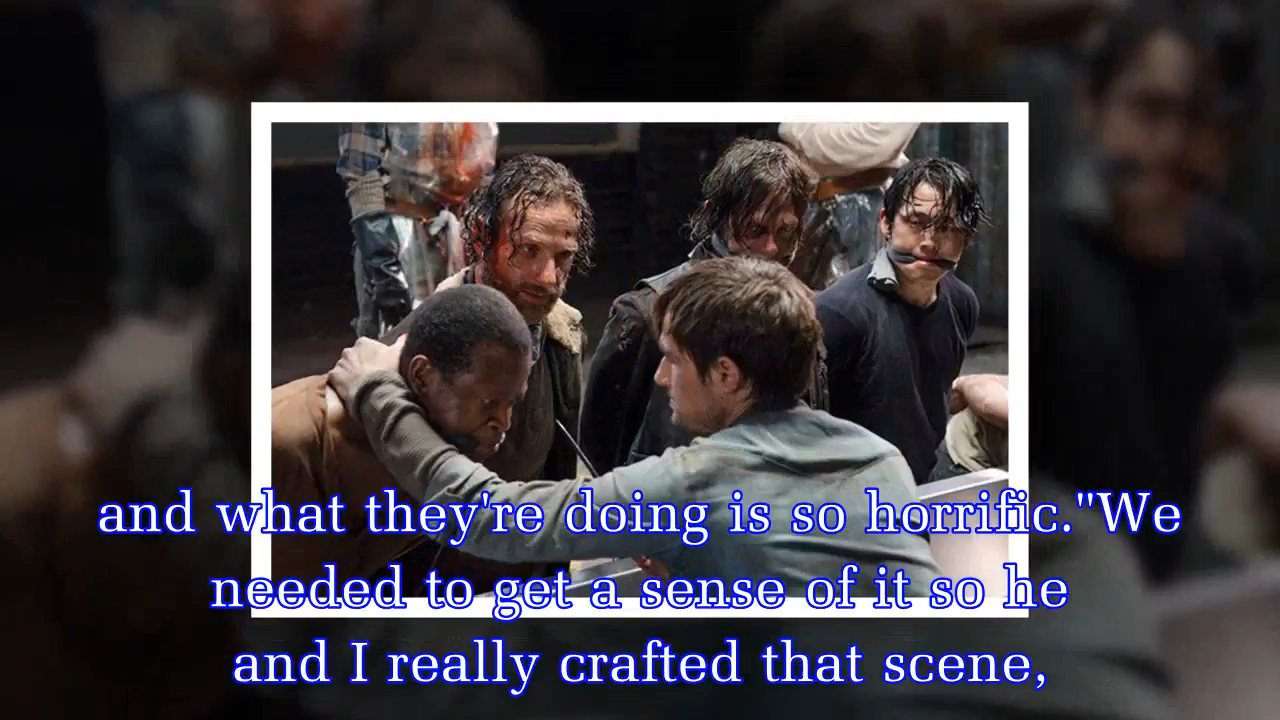 and what they're doing is so horrific."We
needed to get a sense of it so he
and I really crafted that scene,